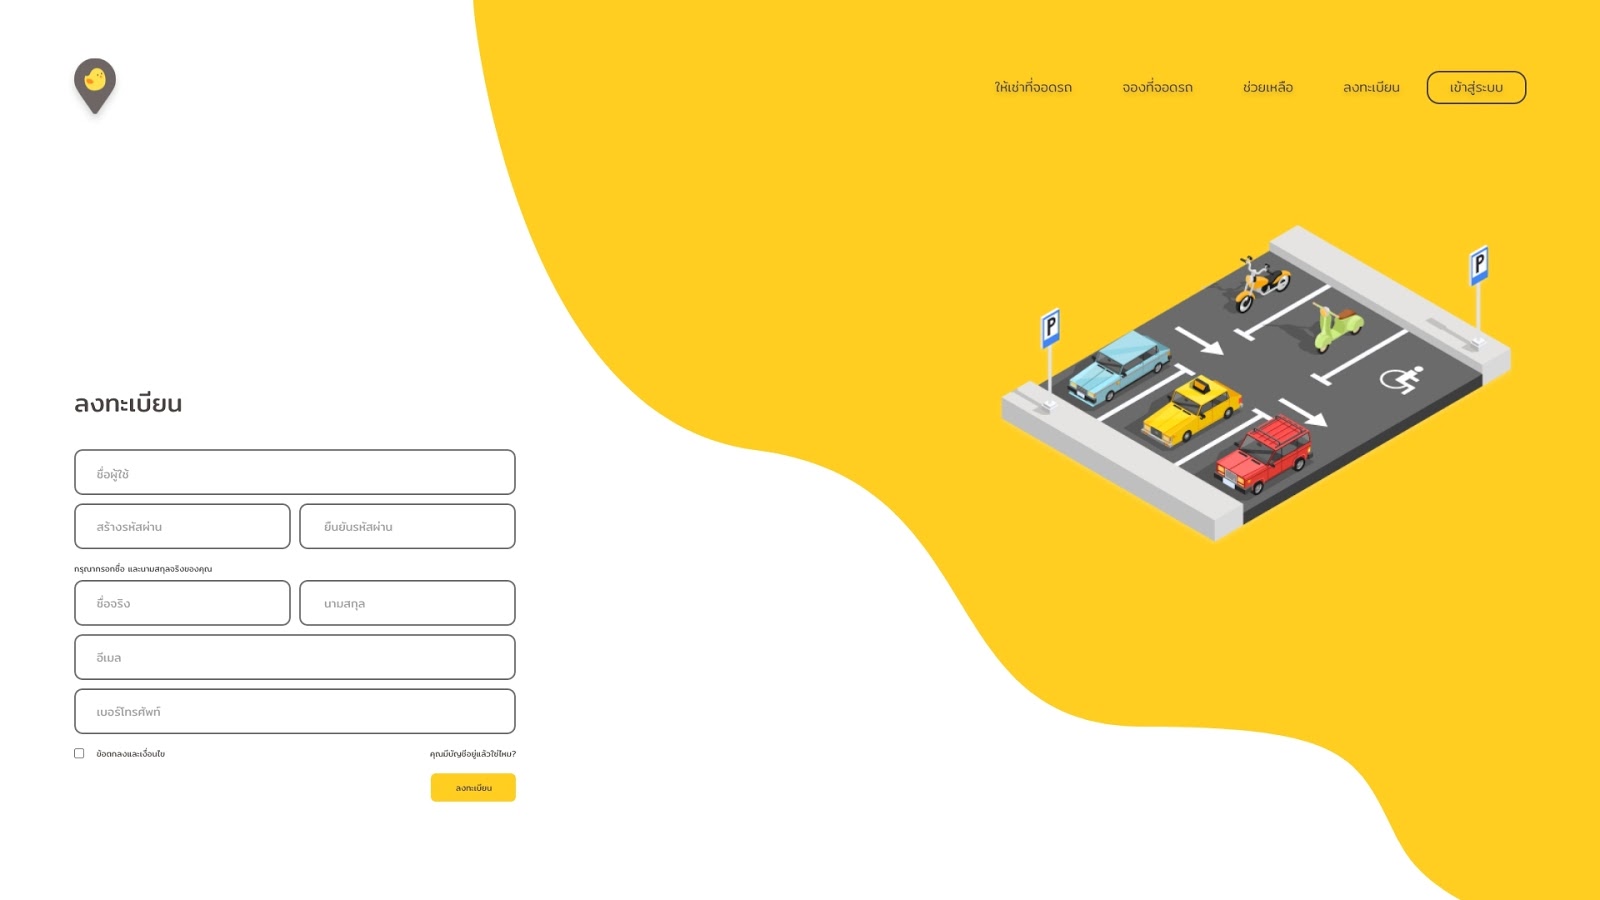 ให้เช่าที่จอดรถ จองที่จอดรถ ช่วยเหลือ ลงทะเบียน เข้าสู่ระบบ
P
P
ลงทะเบียน
ชื่อผู้ใช้
สร้างรหัสผ่าน ยืนยันรหัสผ่าน
กรุณากรอกชื่อ และนามสกุลจริงของคุณ
ชื่อจริง นามสกุล
อีเมล
เบอร์โทรศัพท์
ข้อตกลงและเงื่อนไข คุณมีบัญชีอยู่แล้วใช่ไหม?
ลงทะเบียน